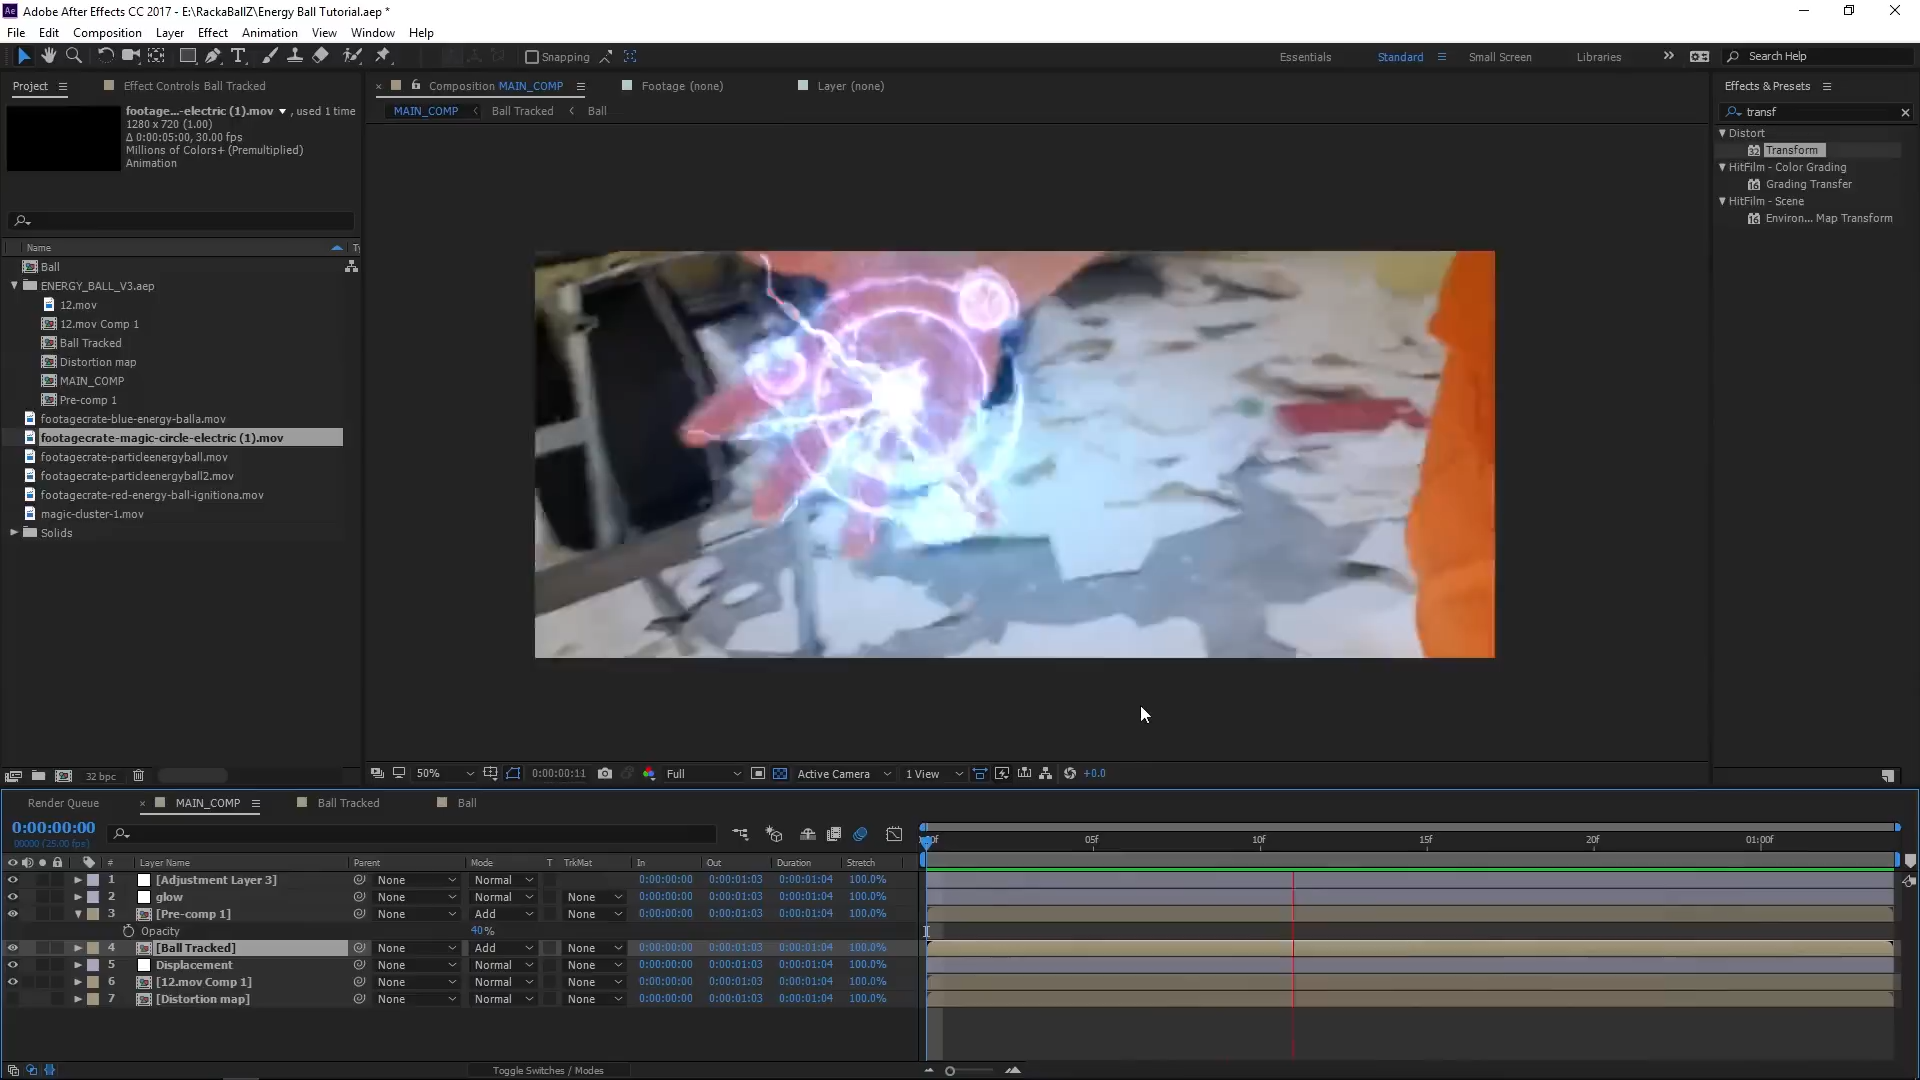 Adobe After Effects CC 2017 - E:\RackaBallZ\Energy Ball Tutorial.aep *
File Edit Composition Layer Effect Animation View Window Help
Snapping
Essentials Standard Small Screen Libraries Search Help
Project Effect Controls Ball Tracked
Composition MAIN_COMP Footage (none) Layer (none)
MAIN_COMP Ball Tracked Ball
footage...-electric (1).mov , used 1 time
1280 x 720 (1.00)
Δ 0:00:05:00, 30.00 fps
Millions of Colors+ (Premultiplied)
Animation
Effects & Presets
transf
Distort
Transform
HitFilm - Color Grading
Grading Transfer
HitFilm - Scene
Environ... Map Transform
Name
Ball
ENERGY_BALL_V3.aep
12.mov
12.mov Comp 1
Ball Tracked
Distortion map
MAIN_COMP
Pre-comp 1
footagecrate-blue-energy-balla.mov
footagecrate-magic-circle-electric (1).mov
footagecrate-particleenergyball.mov
footagecrate-particleenergyball2.mov
footagecrate-red-energy-ball-ignitiona.mov
magic-cluster-1.mov
Solids
32 bpc
50% 0:00:00:11 Full Active Camera 1 View +0.0
Render Queue MAIN_COMP Ball Tracked Ball
0:00:00:00
00000 (25.00 fps)
05f 10f 15f 20f 01:00f
# Layer Name Parent Mode T TrkMat In Out Duration Stretch
1 [Adjustment Layer 3] None Normal 0:00:00:00 0:00:01:03 0:00:01:04 100.0%
2 glow None Normal None 0:00:00:00 0:00:01:03 0:00:01:04 100.0%
3 [Pre-comp 1] None Add None 0:00:00:00 0:00:01:03 0:00:01:04 100.0%
Opacity 40%
4 [Ball Tracked] None Add None 0:00:00:00 0:00:01:03 0:00:01:04 100.0%
5 Displacement None Normal None 0:00:00:00 0:00:01:03 0:00:01:04 100.0%
6 [12.mov Comp 1] None Normal None 0:00:00:00 0:00:01:03 0:00:01:04 100.0%
7 [Distortion map] None Normal None 0:00:00:00 0:00:01:03 0:00:01:04 100.0%
Toggle Switches / Modes